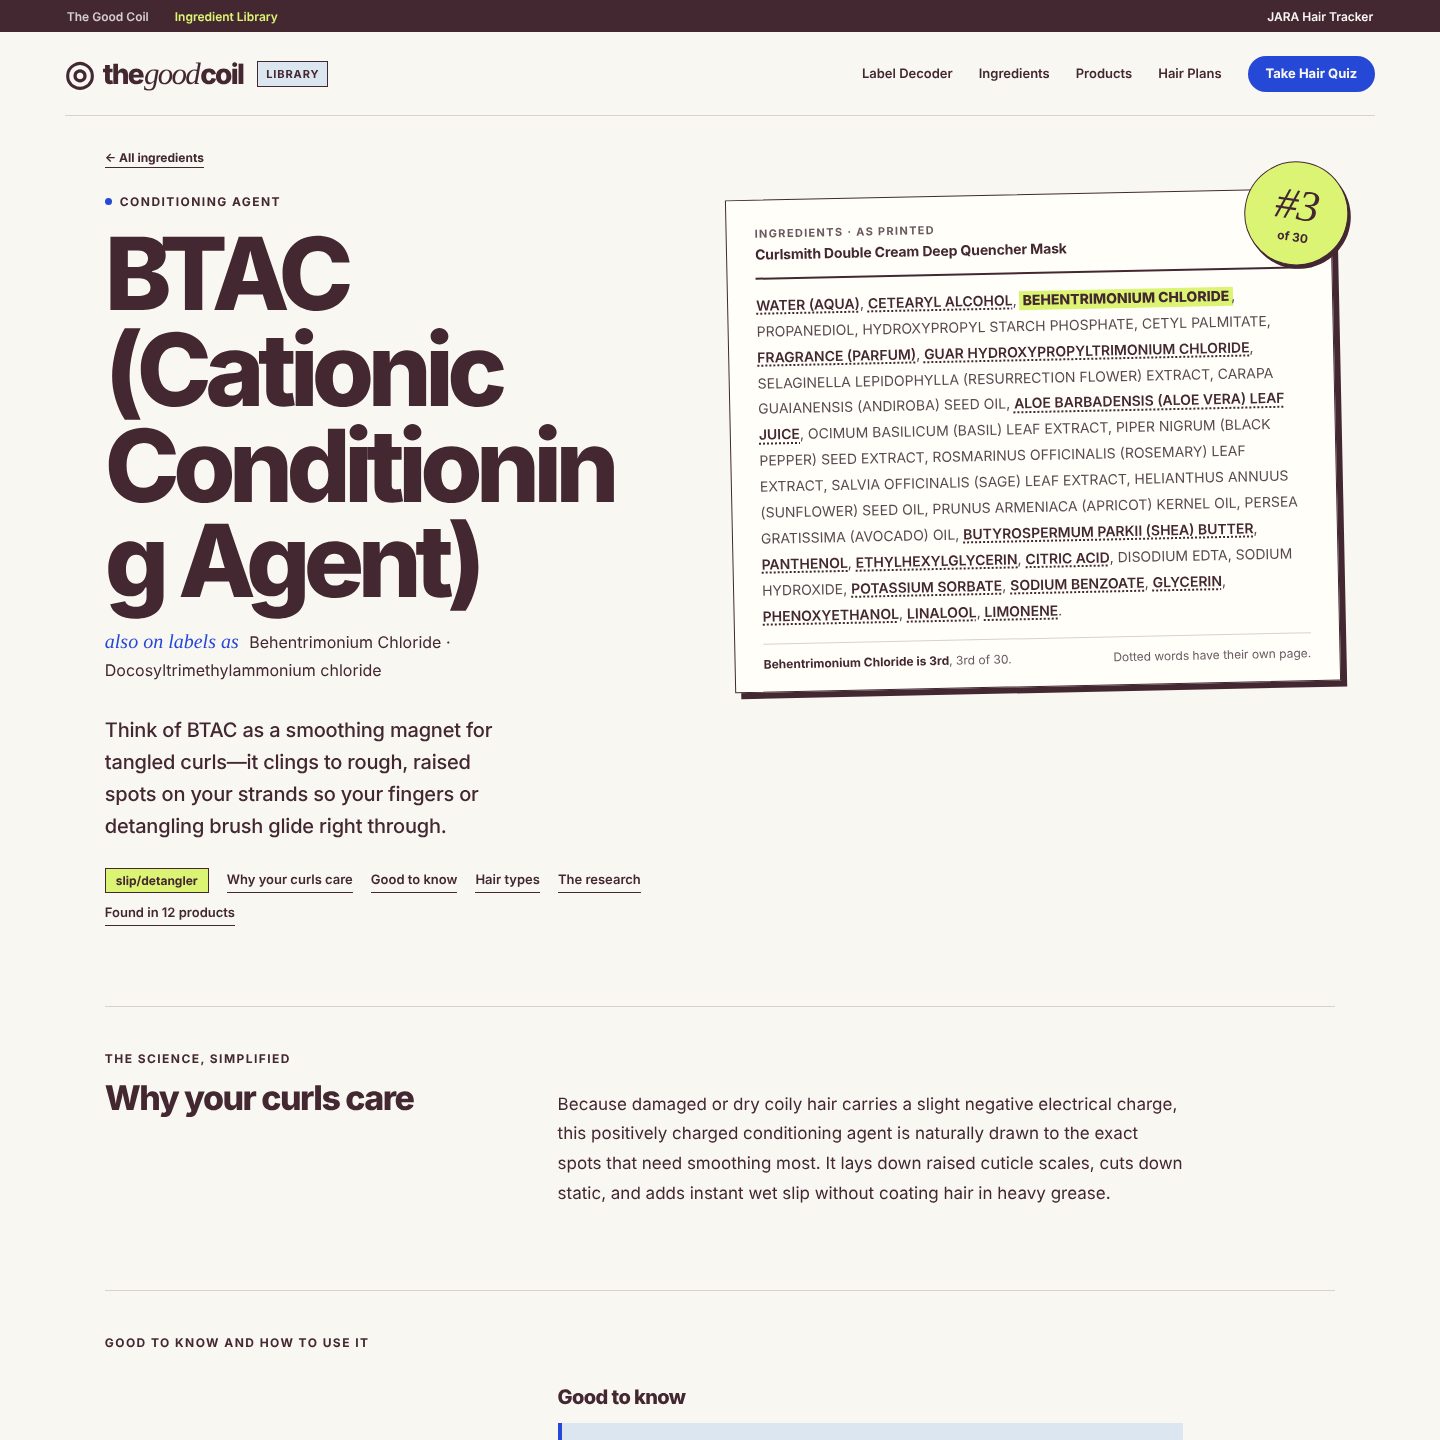 The Good Coil
Ingredient Library
JARA Hair Tracker
thegoodcoil
LIBRARY
Label Decoder
Ingredients
Products
Hair Plans
Take Hair Quiz
← All ingredients
CONDITIONING AGENT
BTAC
(Cationic
Conditionin
g Agent)
also on labels as Behentrimonium Chloride ·
Docosyltrimethylammonium chloride
Think of BTAC as a smoothing magnet for
tangled curls—it clings to rough, raised
spots on your strands so your fingers or
detangling brush glide right through.
slip/detangler
Why your curls care
Good to know
Hair types
The research
Found in 12 products
#3
of 30
INGREDIENTS · AS PRINTED
Curlsmith Double Cream Deep Quencher Mask
WATER (AQUA), CETEARYL ALCOHOL, BEHENTRIMONIUM CHLORIDE,
PROPANEDIOL, HYDROXYPROPYL STARCH PHOSPHATE, CETYL PALMITATE,
FRAGRANCE (PARFUM), GUAR HYDROXYPROPYLTRIMONIUM CHLORIDE,
SELAGINELLA LEPIDOPHYLLA (RESURRECTION FLOWER) EXTRACT, CARAPA
GUAIANENSIS (ANDIROBA) SEED OIL, ALOE BARBADENSIS (ALOE VERA) LEAF
JUICE, OCIMUM BASILICUM (BASIL) LEAF EXTRACT, PIPER NIGRUM (BLACK
PEPPER) SEED EXTRACT, ROSMARINUS OFFICINALIS (ROSEMARY) LEAF
EXTRACT, SALVIA OFFICINALIS (SAGE) LEAF EXTRACT, HELIANTHUS ANNUUS
(SUNFLOWER) SEED OIL, PRUNUS ARMENIACA (APRICOT) KERNEL OIL, PERSEA
GRATISSIMA (AVOCADO) OIL, BUTYROSPERMUM PARKII (SHEA) BUTTER,
PANTHENOL, ETHYLHEXYLGLYCERIN, CITRIC ACID, DISODIUM EDTA, SODIUM
HYDROXIDE, POTASSIUM SORBATE, SODIUM BENZOATE, GLYCERIN,
PHENOXYETHANOL, LINALOOL, LIMONENE.
Behentrimonium Chloride is 3rd, 3rd of 30.
Dotted words have their own page.
THE SCIENCE, SIMPLIFIED
Why your curls care
Because damaged or dry coily hair carries a slight negative electrical charge,
this positively charged conditioning agent is naturally drawn to the exact
spots that need smoothing most. It lays down raised cuticle scales, cuts down
static, and adds instant wet slip without coating hair in heavy grease.
GOOD TO KNOW AND HOW TO USE IT
Good to know